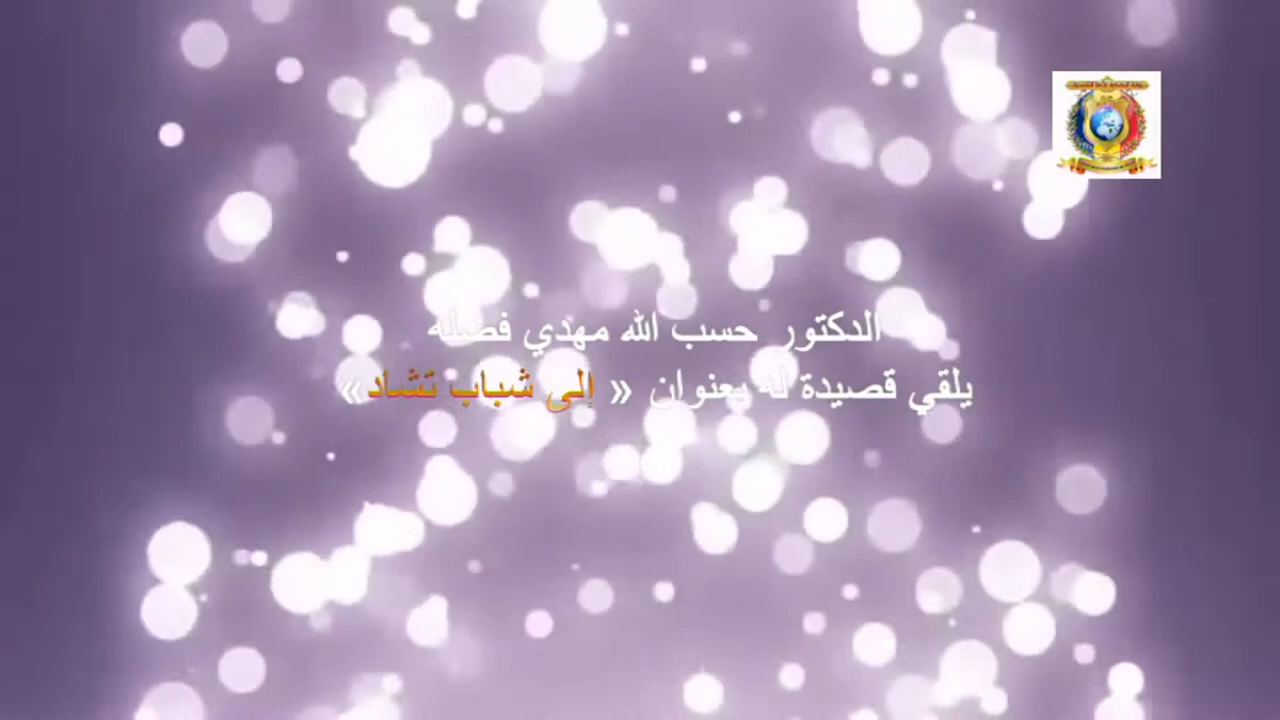 الدكتور حسب الله مهدي فضله
يلقي قصيدة له بعنوان « إلى شباب تشاد»